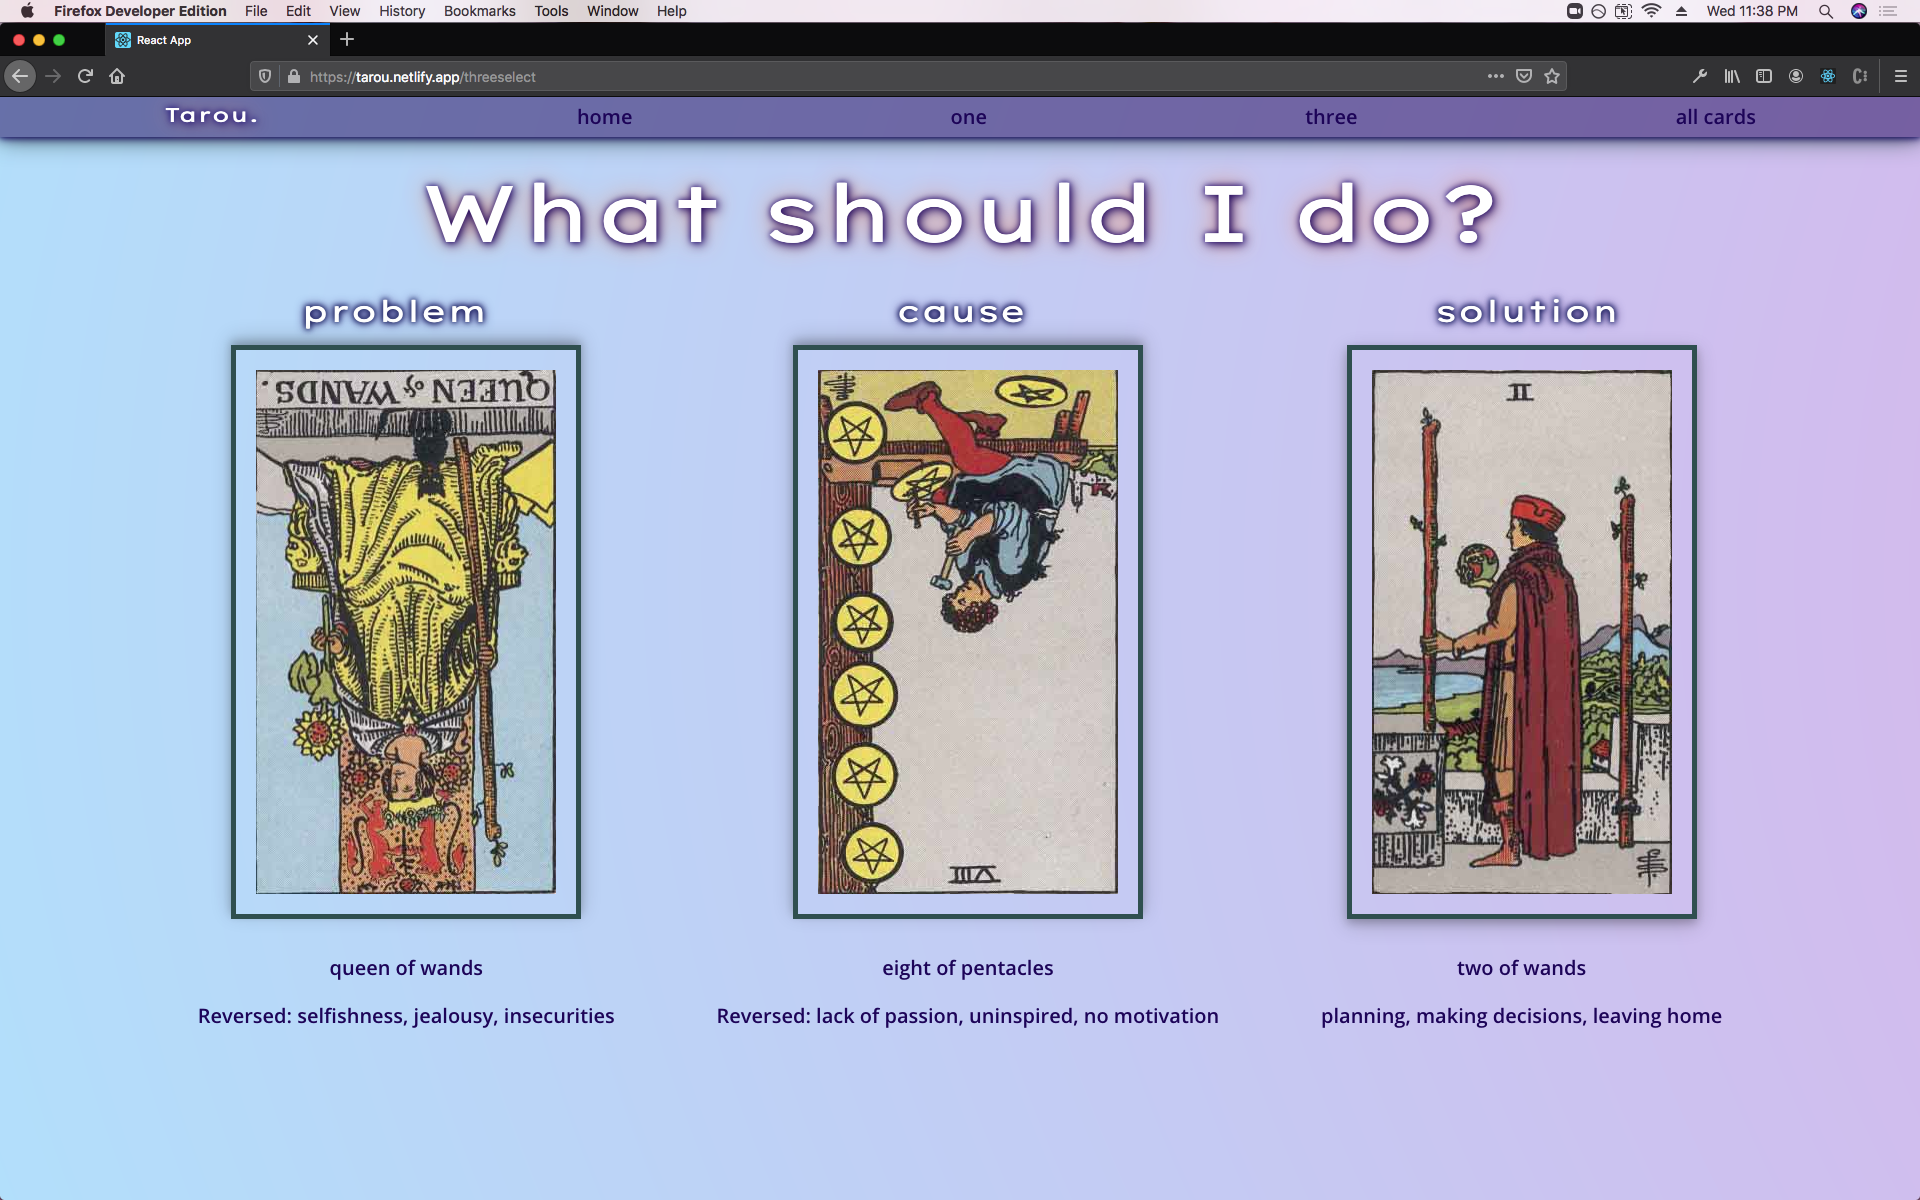 Firefox Developer Edition File Edit View History Bookmarks Tools Window Help Wed 11:38 PM
React App
https://tarou.netlify.app/threeselect
Tarou. home one three all cards
What should I do?
problem cause solution
QUEEN of WANDS.
VIII
II
queen of wands eight of pentacles two of wands
Reversed: selfishness, jealousy, insecurities Reversed: lack of passion, uninspired, no motivation planning, making decisions, leaving home